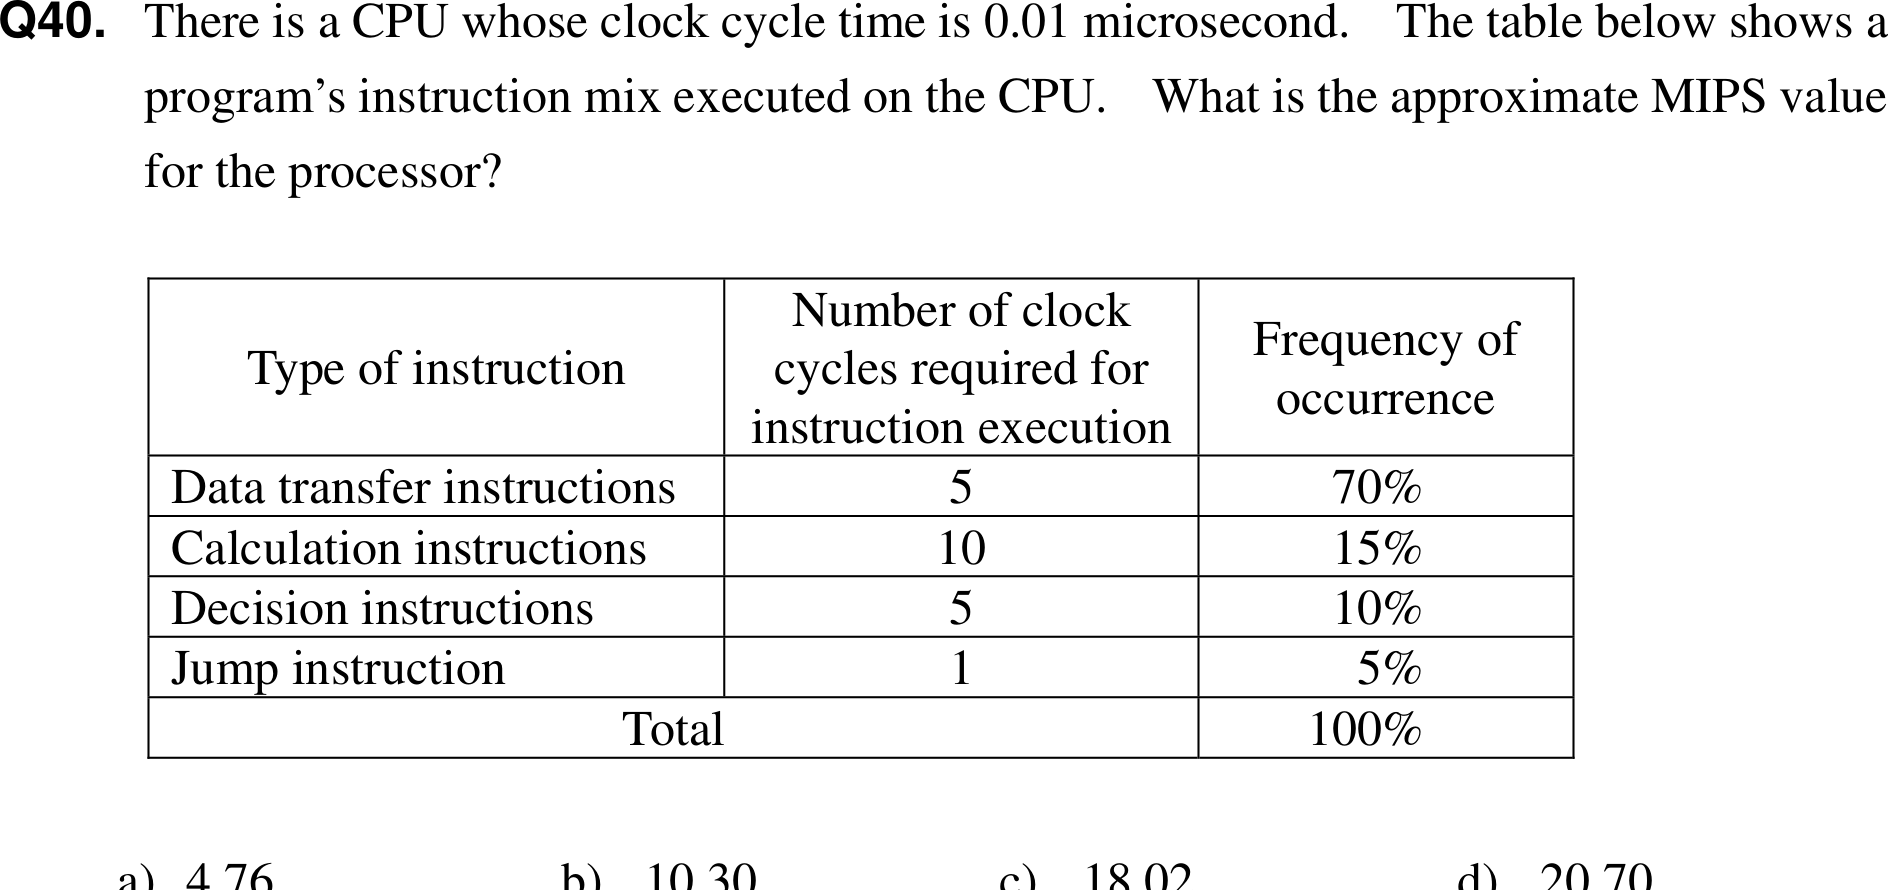 Q40. There is a CPU whose clock cycle time is 0.01 microsecond. The table below shows a
program's instruction mix executed on the CPU. What is the approximate MIPS value
for the processor?
Type of instruction
Number of clock
cycles required for
instruction execution
Frequency of
occurrence
Data transfer instructions 5 70%
Calculation instructions 10 15%
Decision instructions 5 10%
Jump instruction 1 5%
Total 100%
a) 4.76 b) 10.30 c) 18.02 d) 20.70